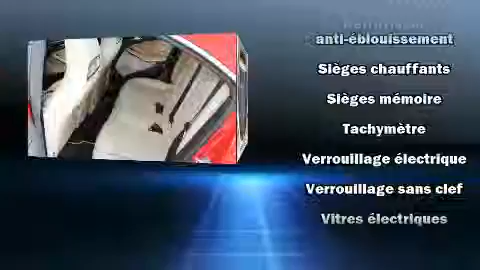 anti-éblouissement
Sièges chauffants
Sièges mémoire
Tachymètre
Verrouillage électrique
Verrouillage sans clef
Vitres électriques